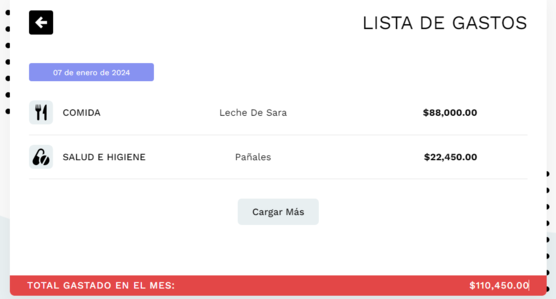 LISTA DE GASTOS
07 de enero de 2024
COMIDA Leche De Sara $88,000.00
SALUD E HIGIENE Pañales $22,450.00
Cargar Más
TOTAL GASTADO EN EL MES: $110,450.00